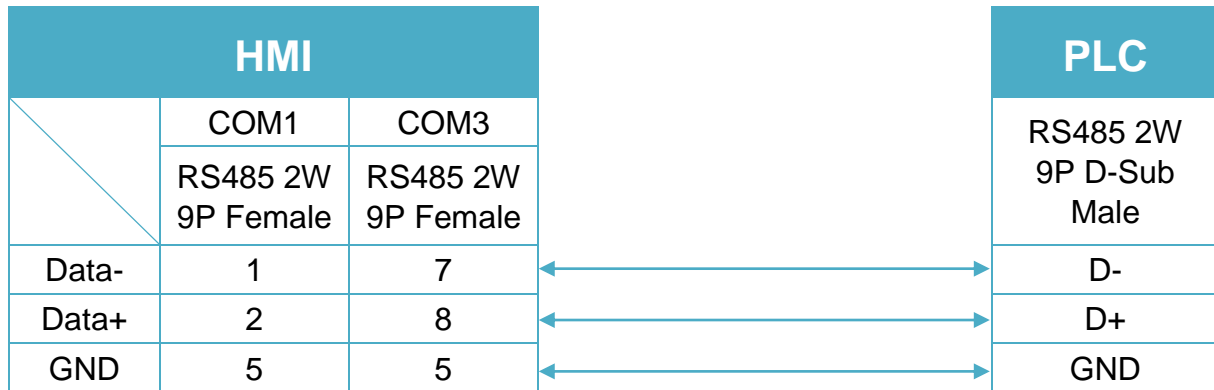 HMI
PLC
COM1 COM3
RS485 2W
9P Female
RS485 2W
9P Female
RS485 2W
9P D-Sub
Male
Data- 1 7 D-
Data+ 2 8 D+
GND 5 5 GND